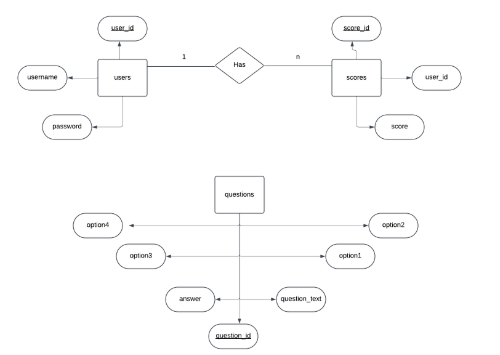 user_id
score_id
1
n
Has
username
users
scores
user_id
password
score
questions
option4
option2
option3
option1
answer
question_text
question_id